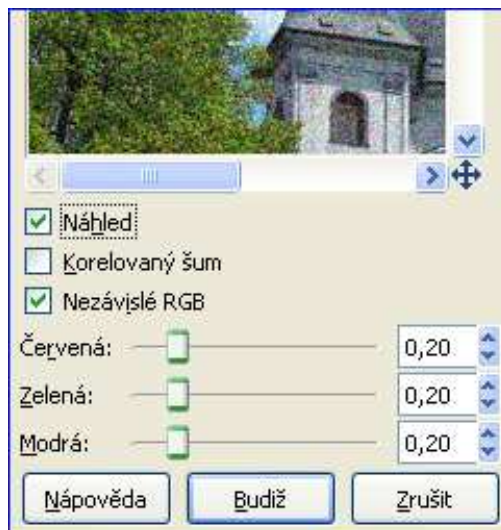 Náhled
Korelovaný šum
Nezávislé RGB
Červená: 0,20
Zelená: 0,20
Modrá: 0,20
Nápověda Budiž Zrušit